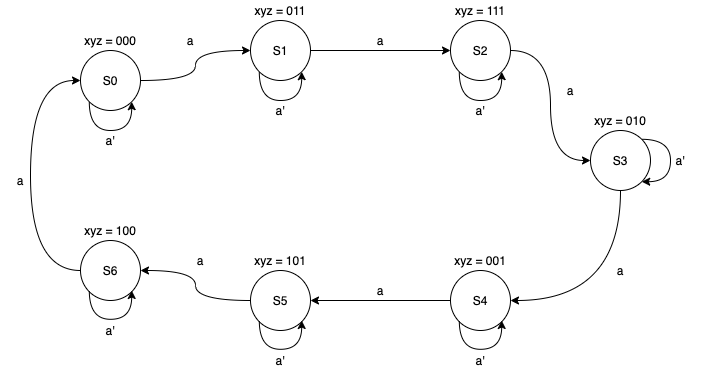 xyz = 000
S0
a'
a
xyz = 011
S1
a'
a
xyz = 111
S2
a'
a
xyz = 010
S3
a'
a
xyz = 001
S4
a'
a
xyz = 101
S5
a'
a
xyz = 100
S6
a'
a